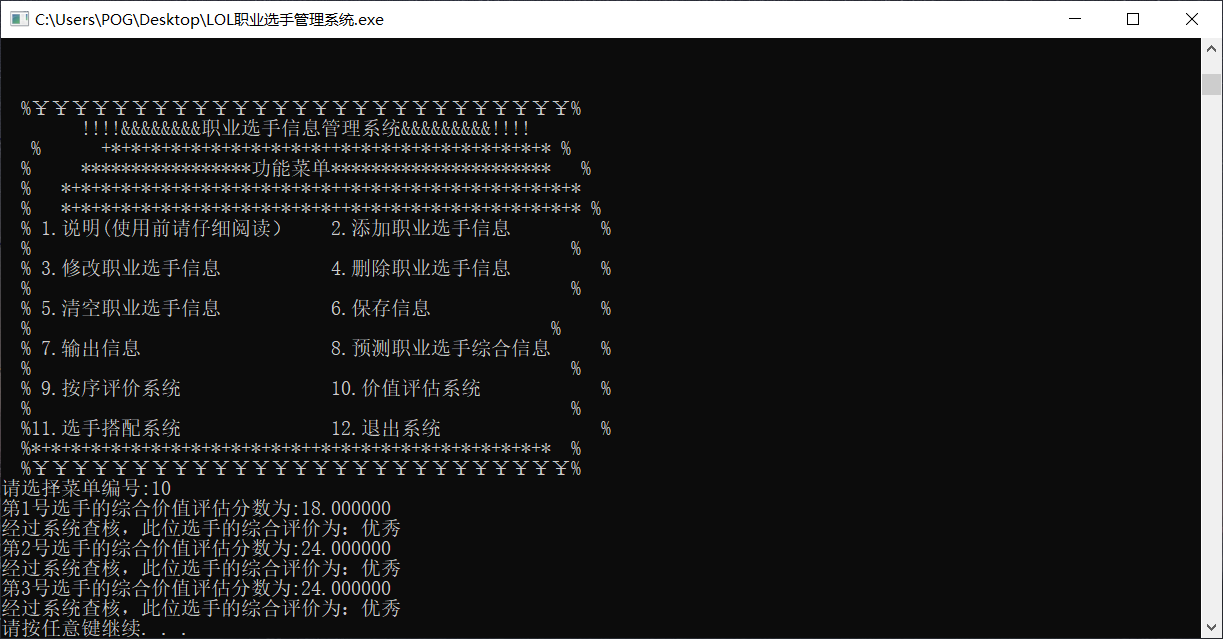 C:\Users\POG\Desktop\LOL职业选手管理系统.exe
%￥￥￥￥￥￥￥￥￥￥￥￥￥￥￥￥￥￥￥￥￥￥￥￥￥￥￥%
!!!!&&&&&&&&职业选手信息管理系统&&&&&&&&&!!!!
% +*+*+*+*+*+*+*+*+*+*++*+*+*+*+*+*+*+*+*+*+*+* %
% *****************功能菜单********************** %
% *+*+*+*+*+*+*+*+*+*+*+*+*+*++*+*+*+*+*+*+*+*+*+*+*+*
% *+*+*+*+*+*+*+*+*+*+*+*+*+*++*+*+*+*+*+*+*+*+*+*+*+* %
% 1.说明(使用前请仔细阅读） 2.添加职业选手信息 %
% %
% 3.修改职业选手信息 4.删除职业选手信息 %
% %
% 5.清空职业选手信息 6.保存信息 %
% %
% 7.输出信息 8.预测职业选手综合信息 %
% %
% 9.按序评价系统 10.价值评估系统 %
% %
%11.选手搭配系统 12.退出系统 %
%*+*+*+*+*+*+*+*+*+*+*+*+*+*++*+*+*+*+*+*+*+*+*+*+*+* %
%￥￥￥￥￥￥￥￥￥￥￥￥￥￥￥￥￥￥￥￥￥￥￥￥￥￥￥%
请选择菜单编号:10
第1号选手的综合价值评估分数为:18.000000
经过系统查核，此位选手的综合评价为：优秀
第2号选手的综合价值评估分数为:24.000000
经过系统查核，此位选手的综合评价为：优秀
第3号选手的综合价值评估分数为:24.000000
经过系统查核，此位选手的综合评价为：优秀
请按任意键继续. . .